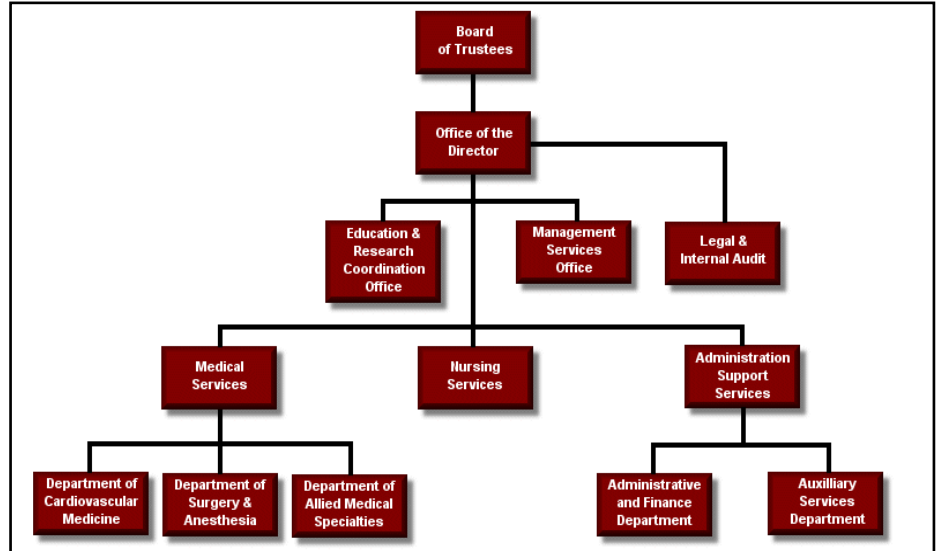 Board
of Trustees
Office of the
Director
Education &
Research
Coordination
Office
Management
Services
Office
Legal &
Internal Audit
Medical
Services
Nursing
Services
Administration
Support
Services
Department of
Cardiovascular
Medicine
Department of
Surgery &
Anesthesia
Department of
Allied Medical
Specialties
Administrative
and Finance
Department
Auxilliary
Services
Department